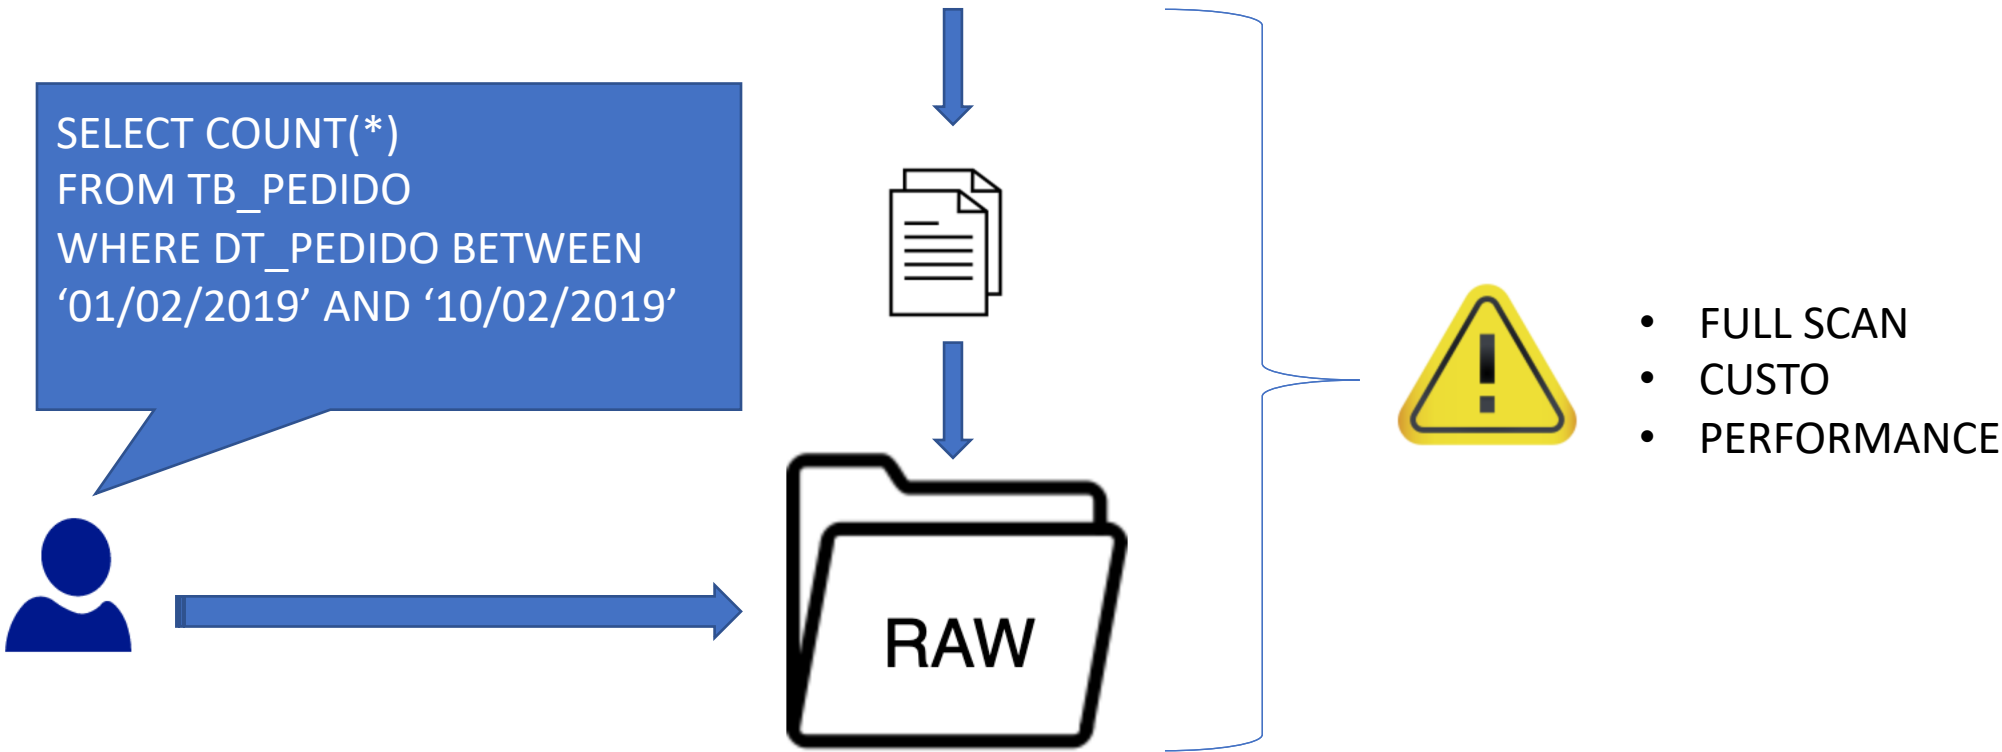 SELECT COUNT(*)
FROM TB_PEDIDO
WHERE DT_PEDIDO BETWEEN
‘01/02/2019’ AND ‘10/02/2019’
RAW
• FULL SCAN
• CUSTO
• PERFORMANCE